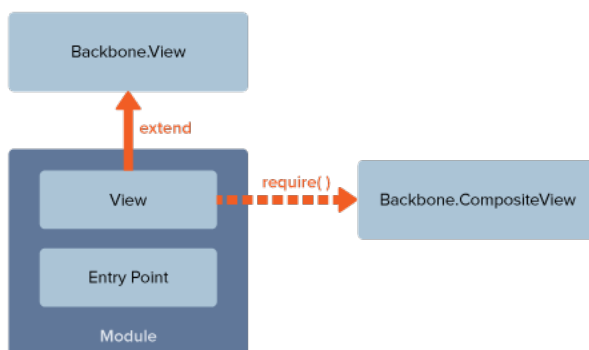 Backbone.View
extend
View
require( )
Backbone.CompositeView
Entry Point
Module